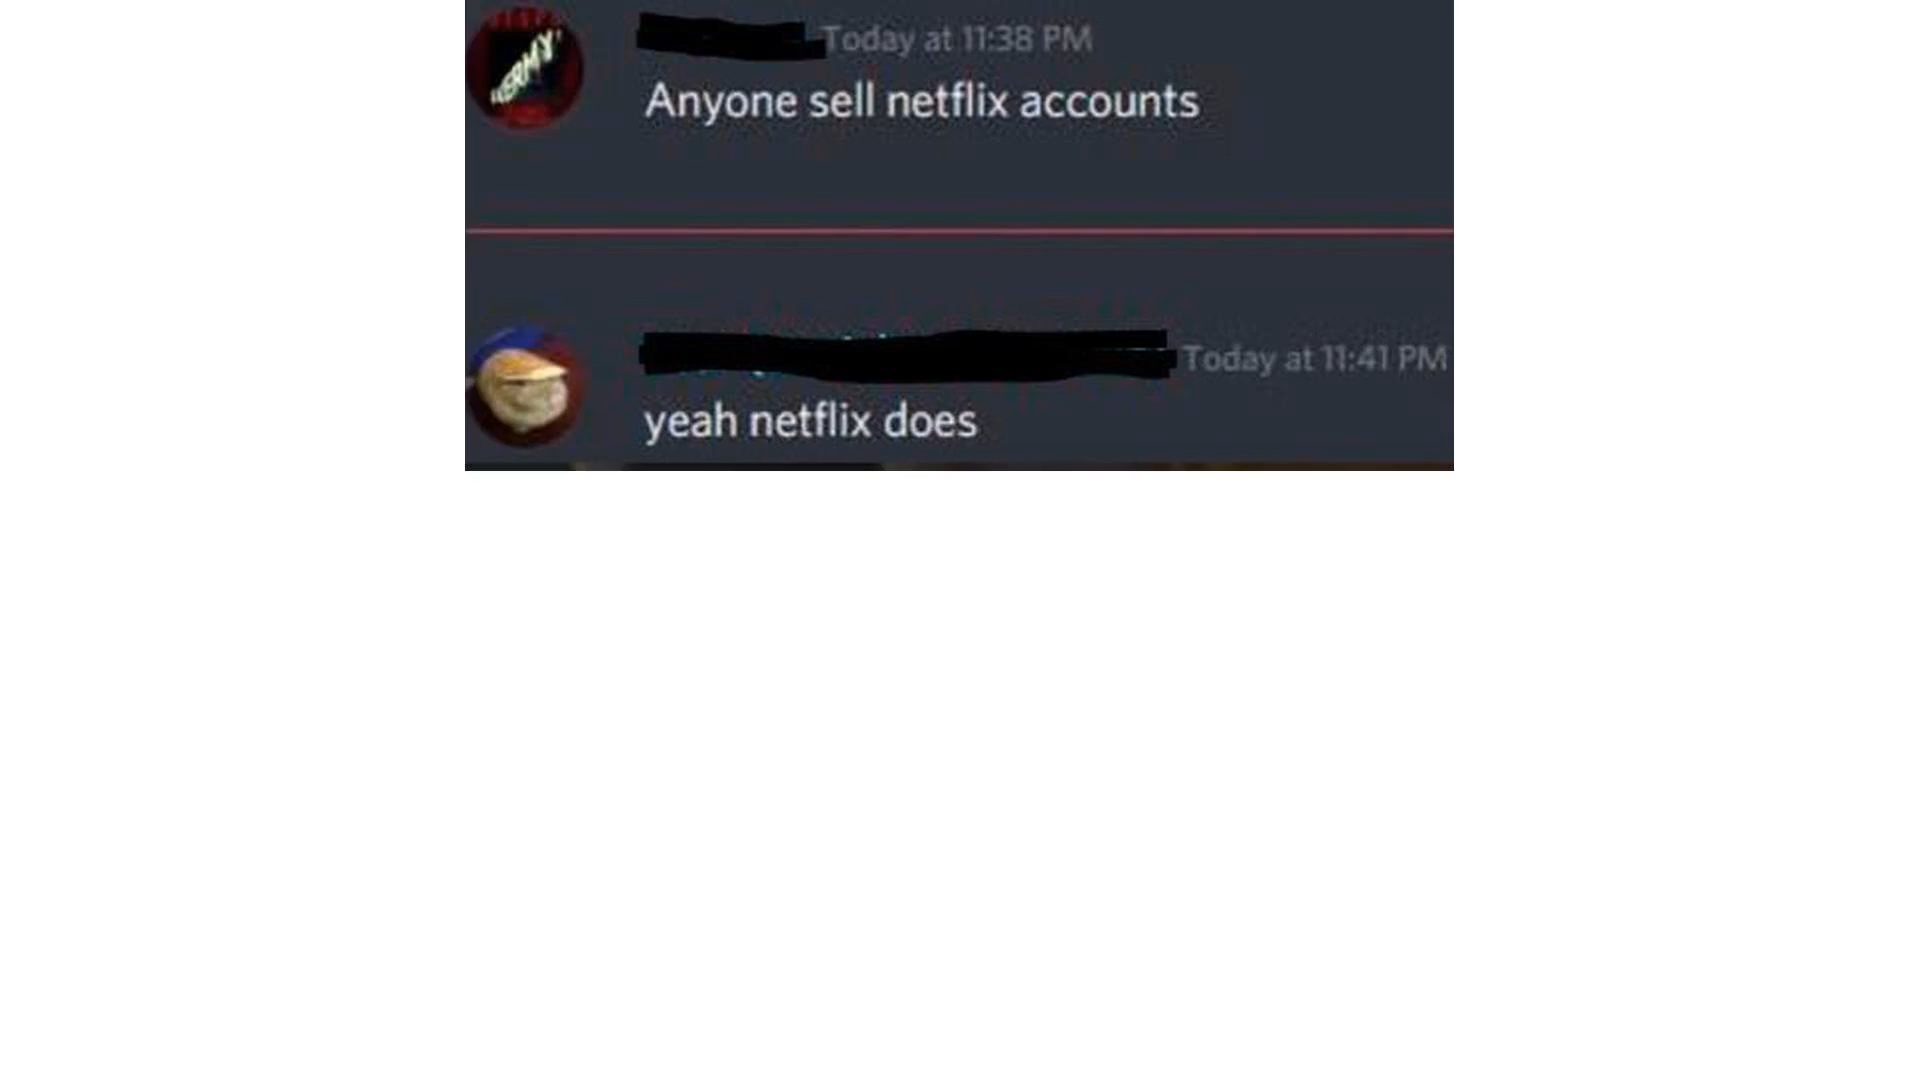 Today at 11:38 PM
Anyone sell netflix accounts
Today at 11:41 PM
yeah netflix does